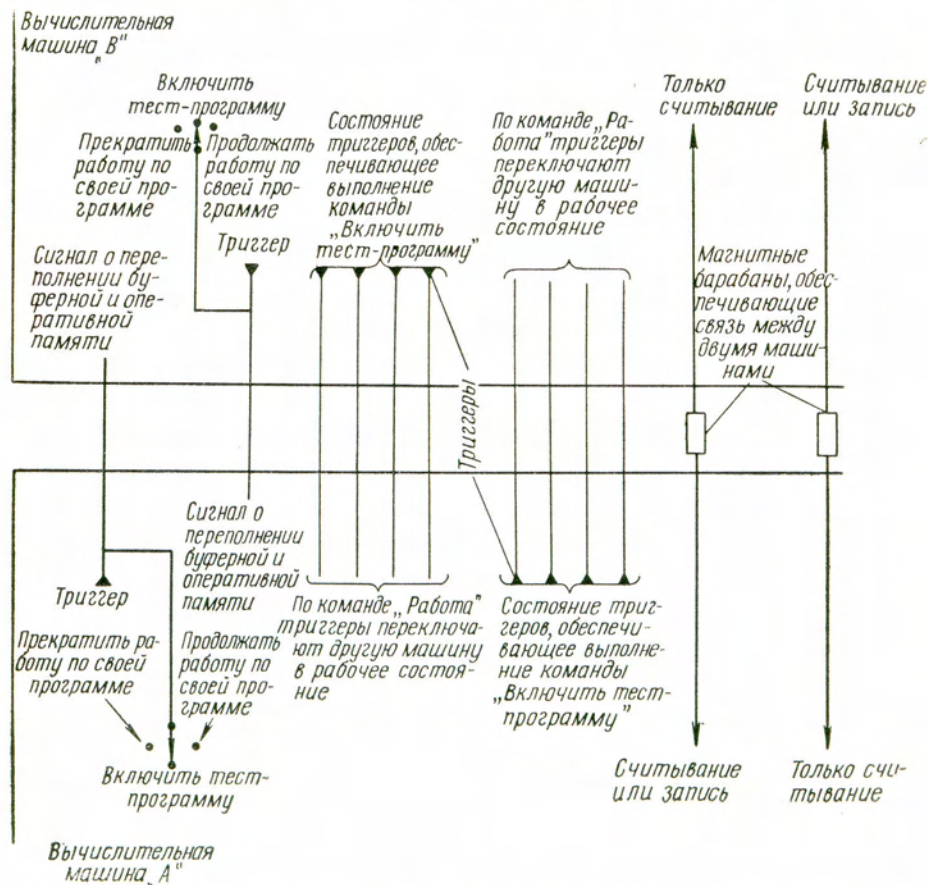 Вычислительная
машина „В"
Включить
тест-программу
Прекратить
работу по
своей про-
грамме
Продолжать
работу по
своей про-
грамме
Триггер
Сигнал о пере-
полнении бу-
ферной и опе-
ративной
памяти
Состояние
триггеров, обес-
печивающее
выполнение
команды
„Включить
тест-программу"
По команде „Ра-
бота" триггеры
переключают
другую маши-
ну в рабочее
состояние
Только
считывание
Считывание
или запись
Магнитные
барабаны, обес-
печивающие
связь между
двумя маши-
нами
Триггеры
Сигнал о
переполнении
буферной и
оперативной
памяти
Триггер
Прекратить ра-
боту по своей
программе
Продолжать
работу по
своей про-
грамме
Включить тест-
программу
По команде „Работа"
триггеры переключа-
ют другую машину
в рабочее состоя-
ние
Состояние триг-
геров, обеспечи-
вающее выполне-
ние команды
„Включить тест-
программу"
Считывание
или запись
Только счи-
тывание
Вычислительная
машина „А"